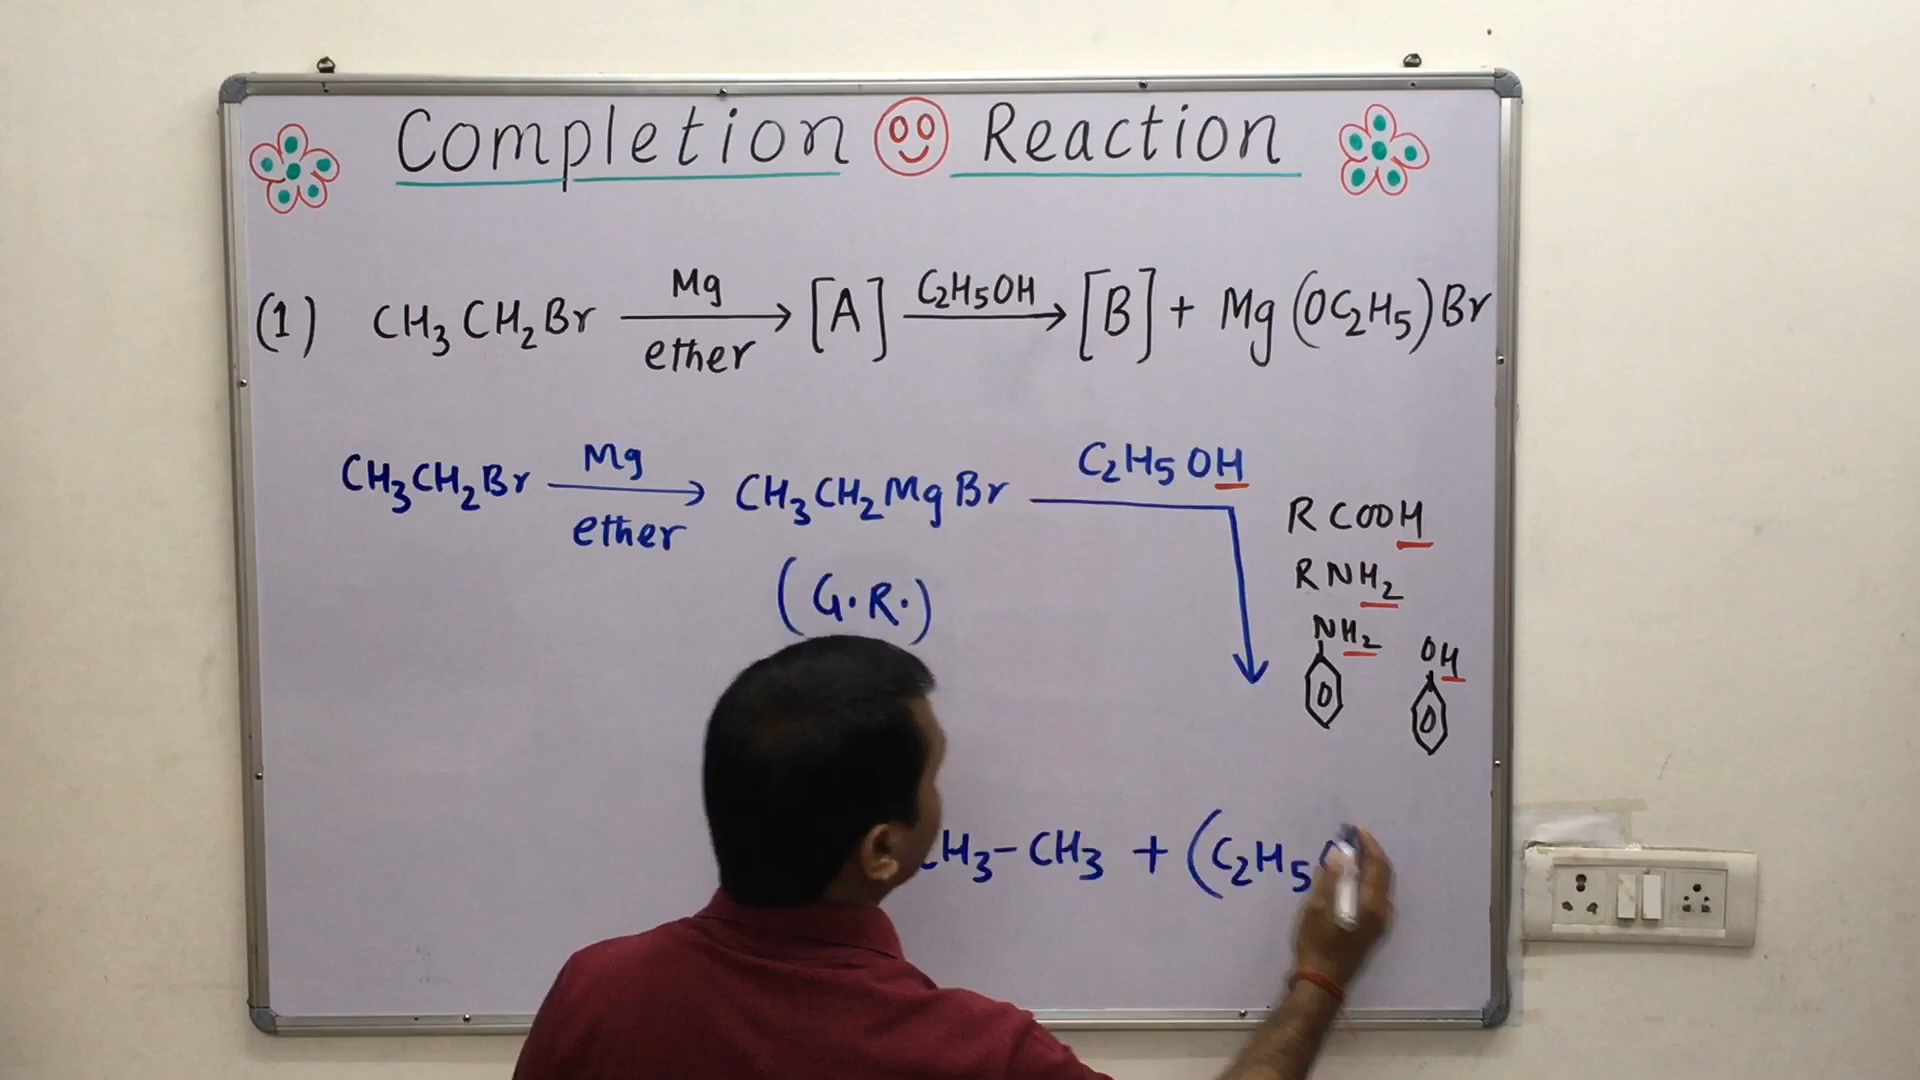 Completion Reaction
(1) CH3CH2Br Mg ether → [A] C2H5OH → [B] + Mg(OC2H5)Br
CH3CH2Br Mg ether → CH3CH2MgBr C2H5OH
(G.R.)
RCOOH
RNH2
NH2
OH
CH3-CH3 + (C2H5